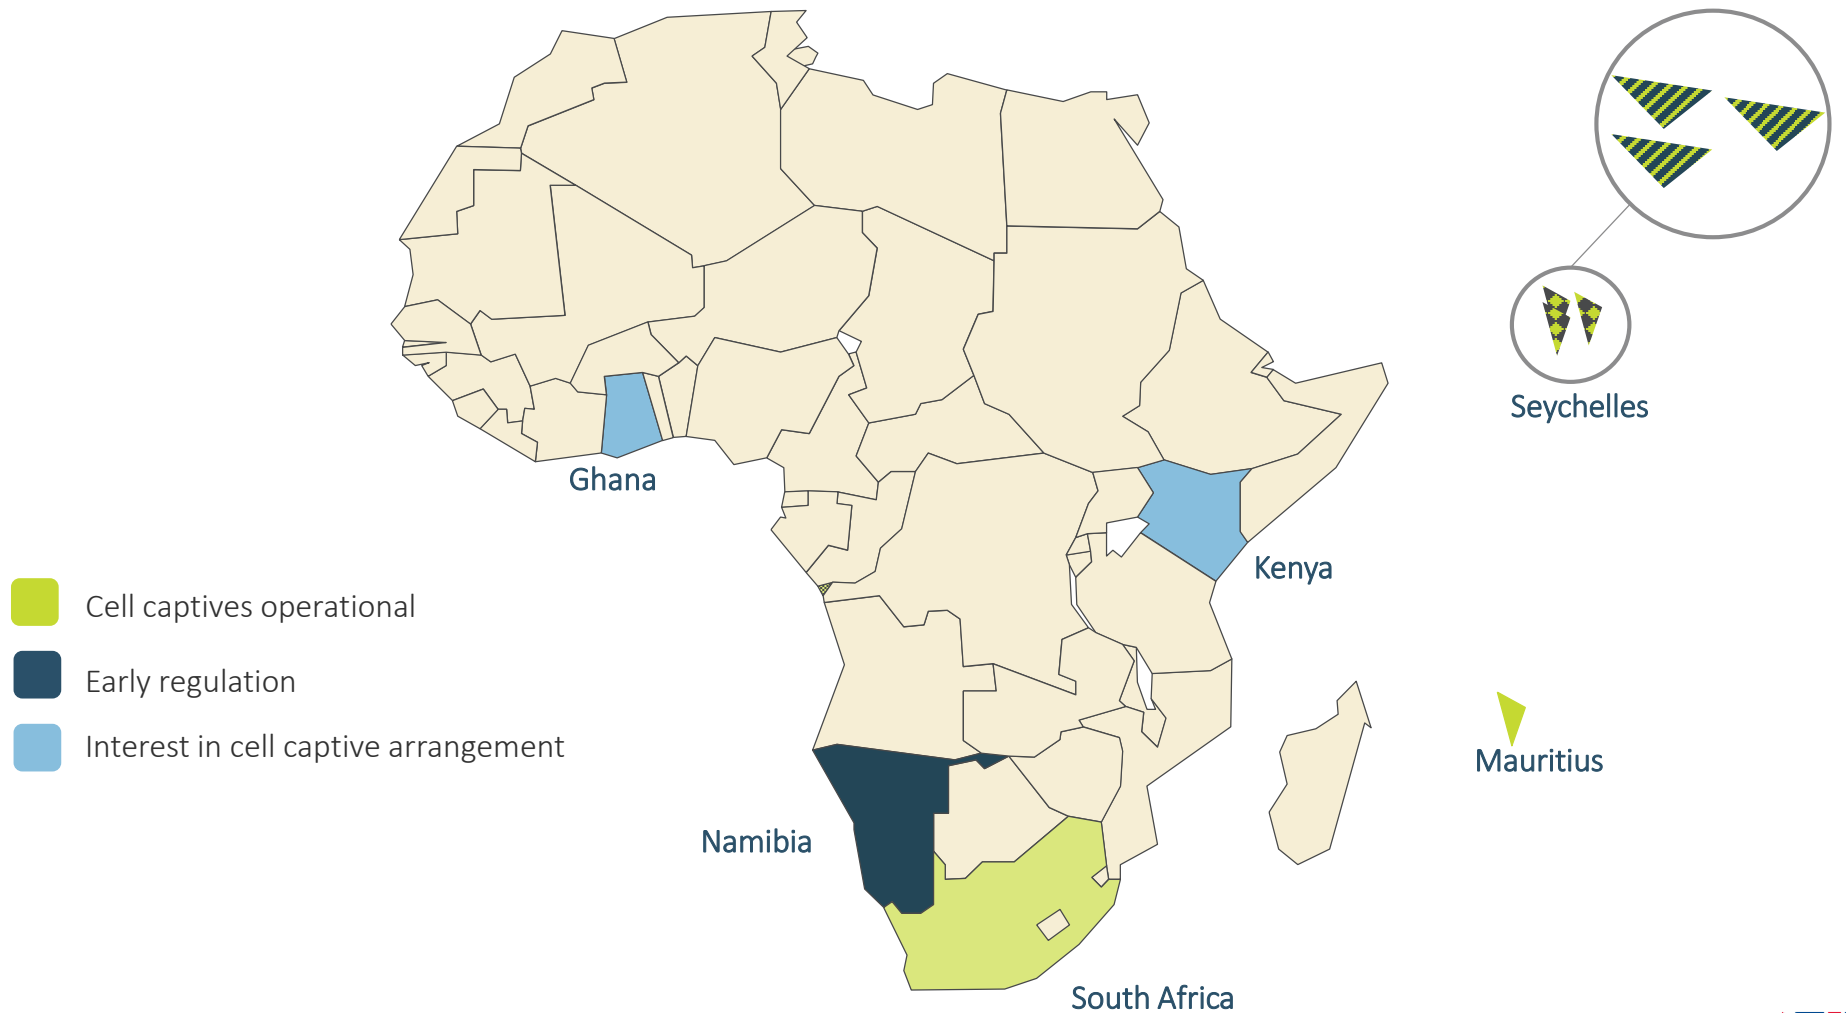 Seychelles
Ghana
Kenya
Cell captives operational
Early regulation
Interest in cell captive arrangement
Mauritius
Namibia
South Africa